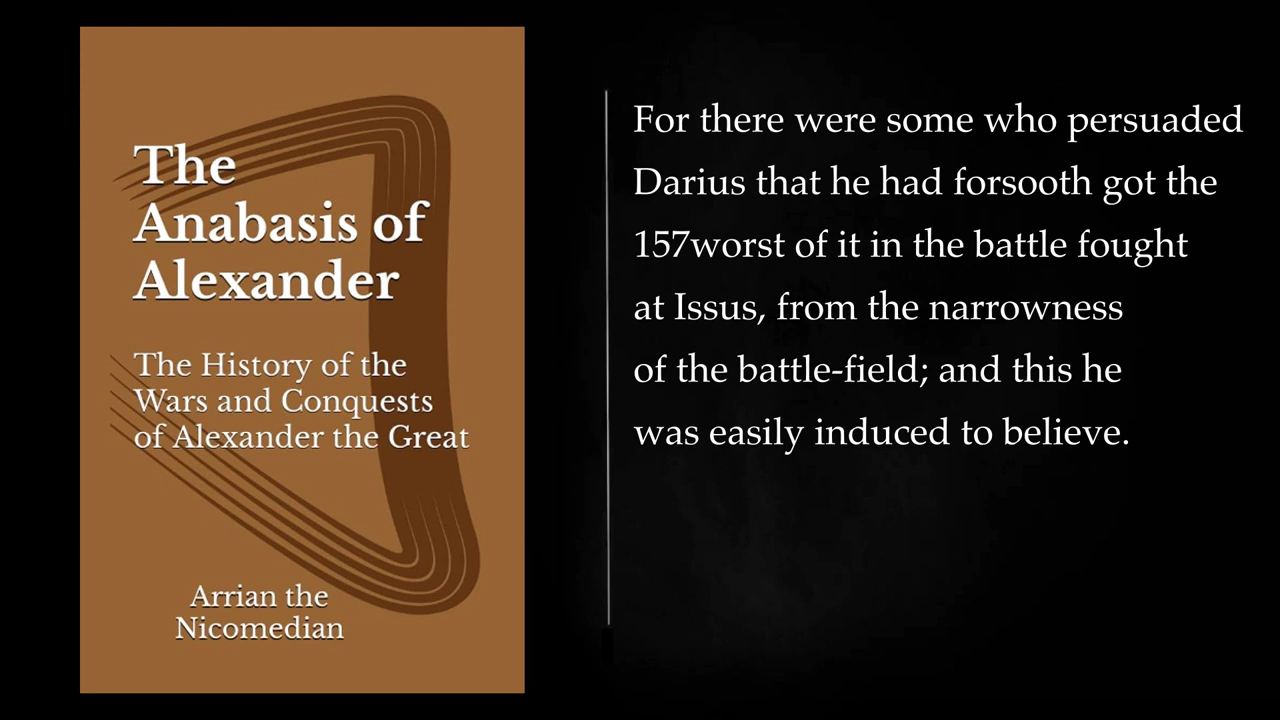 The
Anabasis of
Alexander
The History of the
Wars and Conquests
of Alexander the Great
Arrian the
Nicomedian
For there were some who persuaded
Darius that he had forsooth got the
157worst of it in the battle fought
at Issus, from the narrowness
of the battle-field; and this he
was easily induced to believe.